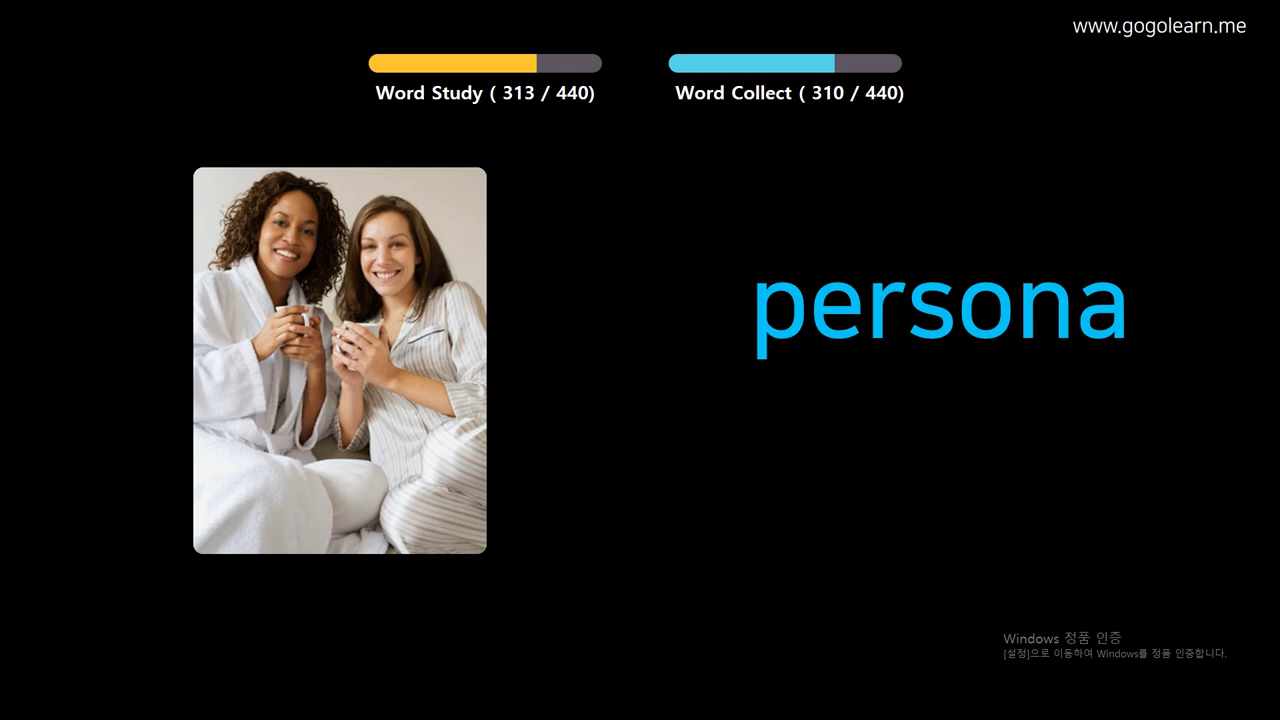 www.gogolearn.me
Word Study ( 313 / 440)
Word Collect ( 310 / 440)
persona
Windows 정품 인증
[설정]으로 이동하여 Windows를 정품 인증합니다.